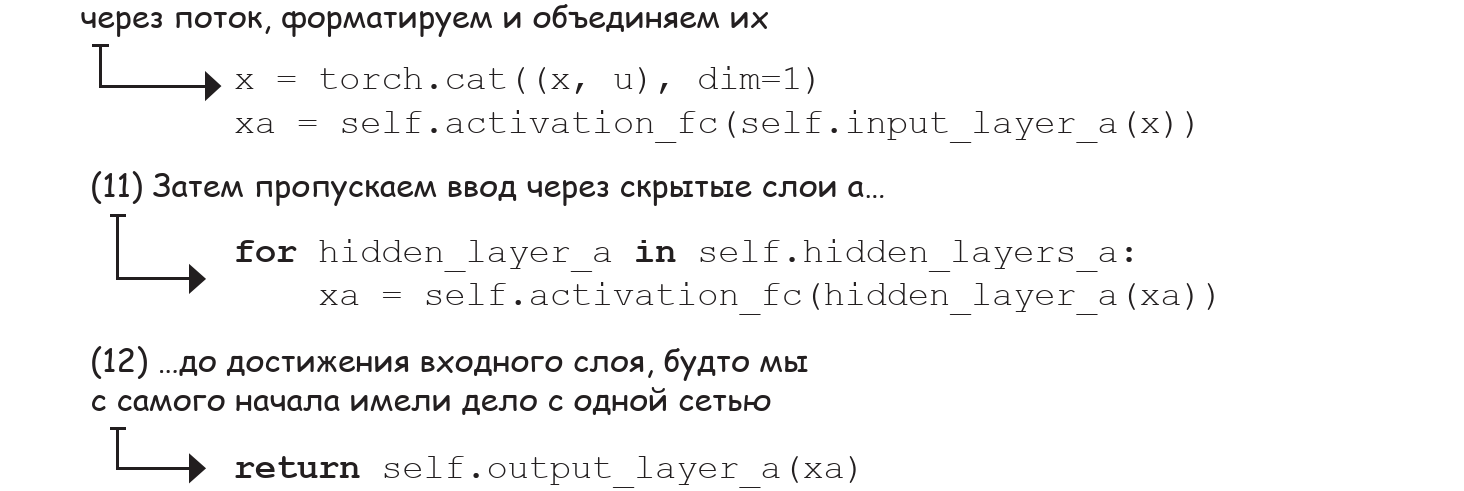 через поток, форматируем и объединяем их
x = torch.cat((x, u), dim=1)
xa = self.activation_fc(self.input_layer_a(x))
(11) Затем пропускаем ввод через скрытые слои а...
for hidden_layer_a in self.hidden_layers_a:
xa = self.activation_fc(hidden_layer_a(xa))
(12) ...до достижения входного слоя, будто мы
с самого начала имели дело с одной сетью
return self.output_layer_a(xa)